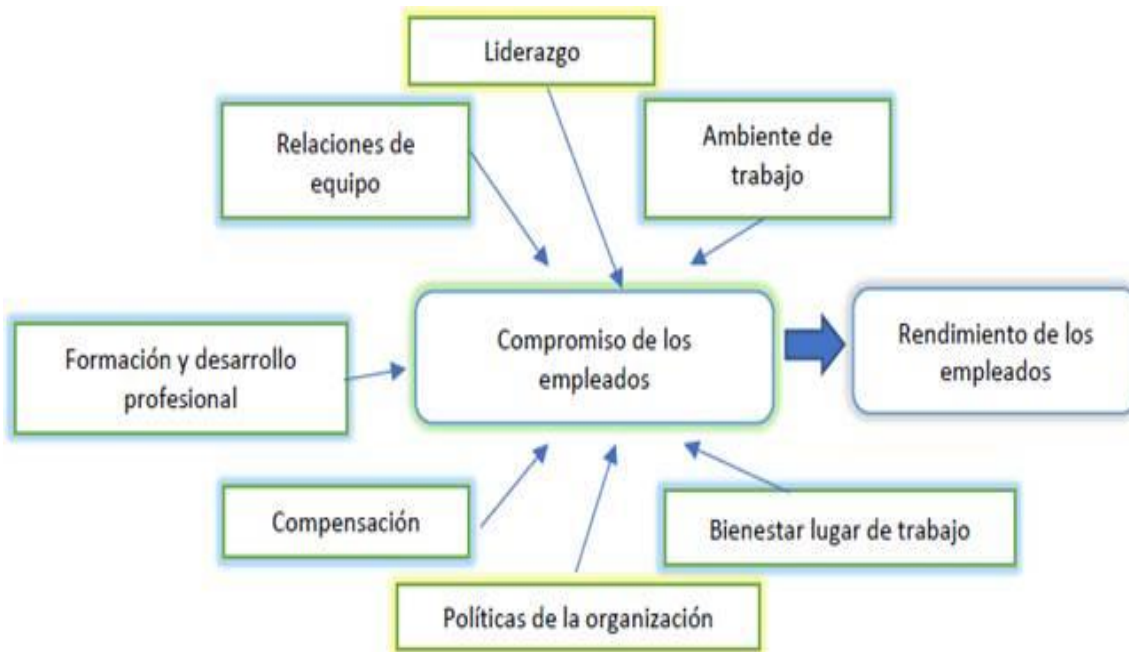 Liderazgo
Relaciones de
equipo
Ambiente de
trabajo
Formación y desarrollo
profesional
Compromiso de los
empleados
Rendimiento de los
empleados
Compensación
Bienestar lugar de trabajo
Políticas de la organización